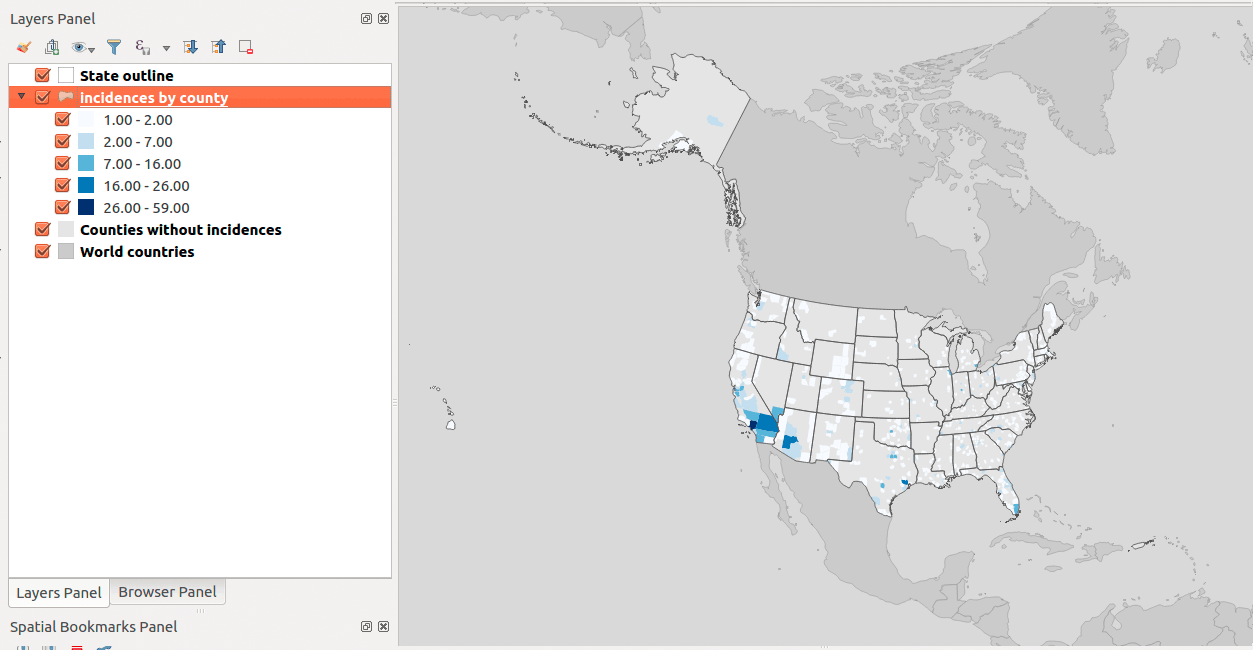 Layers Panel
State outline
incidences by county
1.00 - 2.00
2.00 - 7.00
7.00 - 16.00
16.00 - 26.00
26.00 - 59.00
Counties without incidences
World countries
Layers Panel
Browser Panel
Spatial Bookmarks Panel